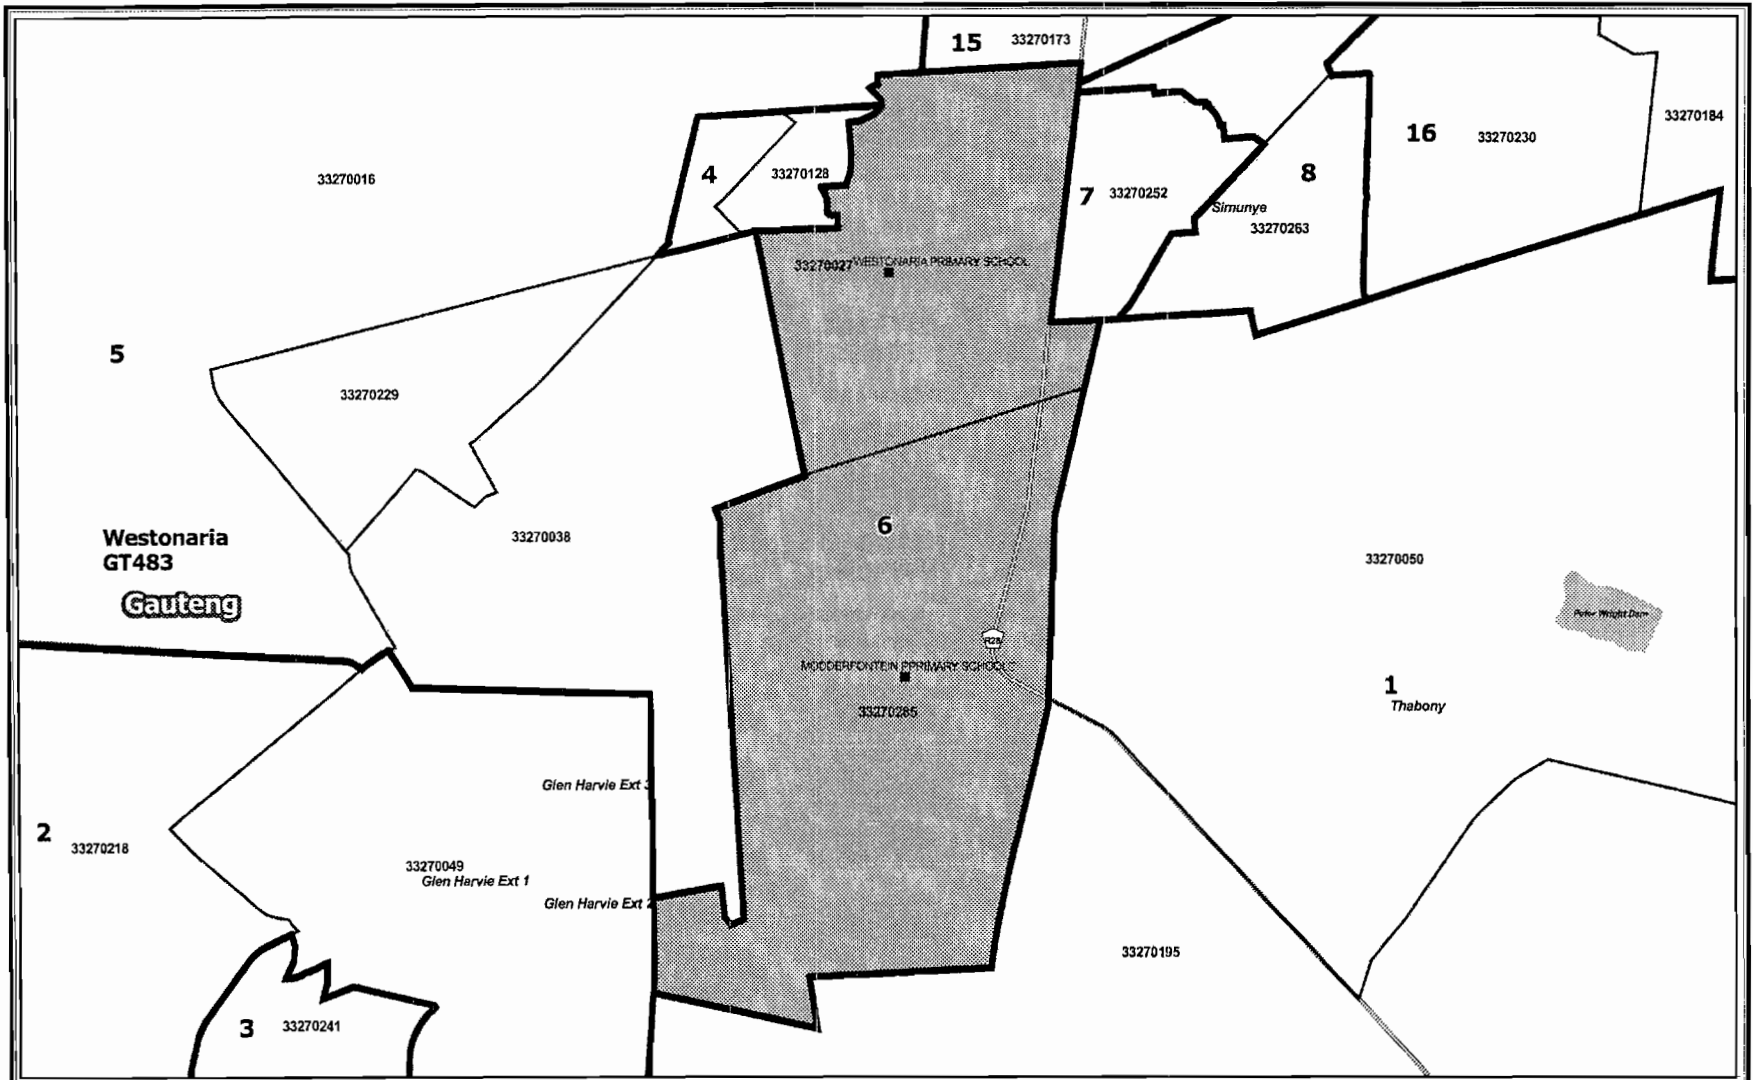 15 33270173
33270184
16 33270230
4 33270128
33270016
8
7 33270252
Simunye
33270263
33270027 WESTONARIA PRIMARY SCHOOL
5
33270229
6
Westonaria
GT483
33270038
33270050
Gauteng
Peter Wright Dam
R28
MODDERFONTEIN PPRIMARY SCHOOL
1
Thabony
33270285
Glen Harvie Ext 3
2
33270218
33270049
Glen Harvie Ext 1
Glen Harvie Ext 2
33270195
3 33270241